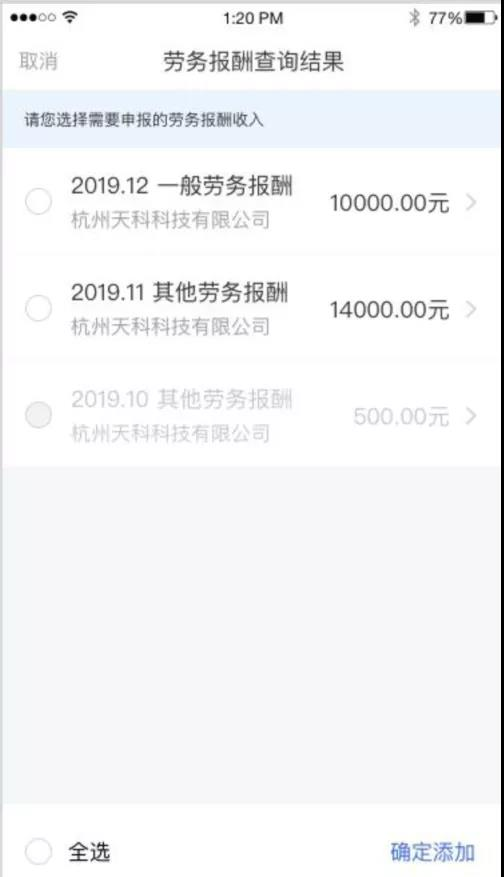 1:20 PM
77%
取消
劳务报酬查询结果
请您选择需要申报的劳务报酬收入
2019.12 一般劳务报酬
10000.00元
杭州天科科技有限公司
2019.11 其他劳务报酬
14000.00元
杭州天科科技有限公司
2019.10 其他劳务报酬
500.00元
杭州天科科技有限公司
全选
确定添加